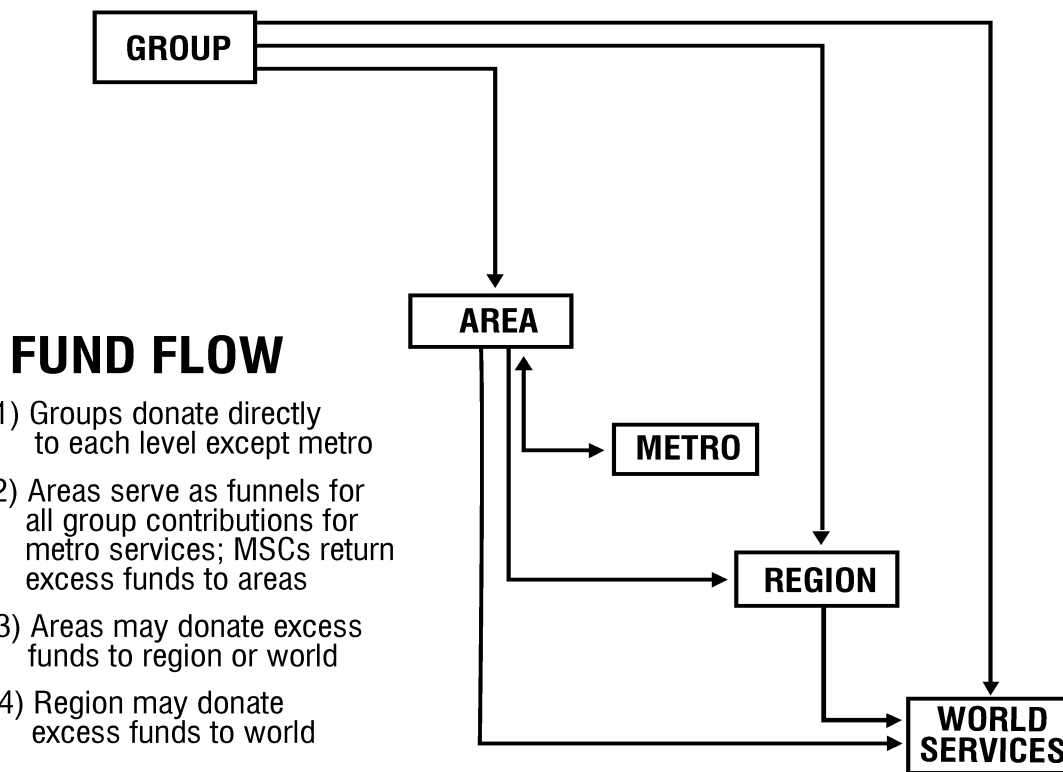 GROUP
AREA
FUND FLOW
1) Groups donate directly
to each level except metro
METRO
2) Areas serve as funnels for
all group contributions for
metro services; MSCs return
excess funds to areas
REGION
3) Areas may donate excess
funds to region or world
4) Region may donate
excess funds to world
WORLD
SERVICES